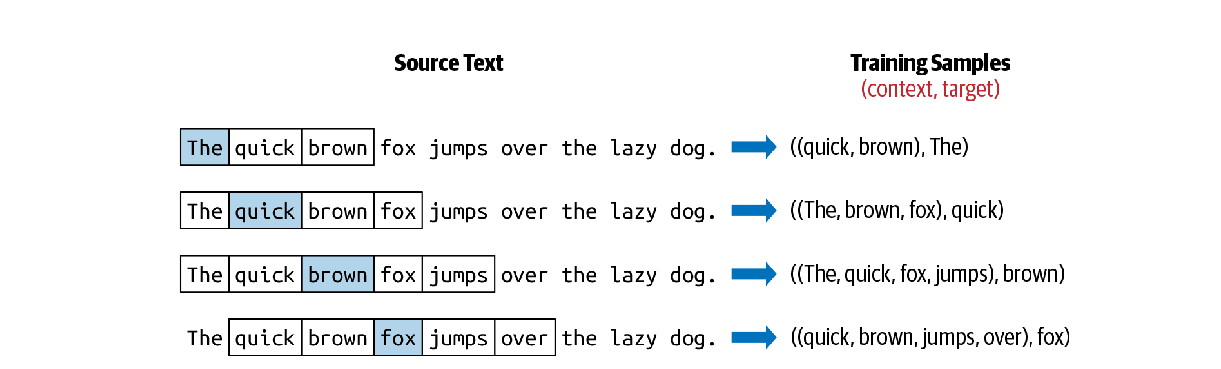 Source Text Training Samples
(context, target)
The quick brown fox jumps over the lazy dog. ((quick, brown), The)
The quick brown fox jumps over the lazy dog. ((The, brown, fox), quick)
The quick brown fox jumps over the lazy dog. ((The, quick, fox, jumps), brown)
The quick brown fox jumps over the lazy dog. ((quick, brown, jumps, over), fox)